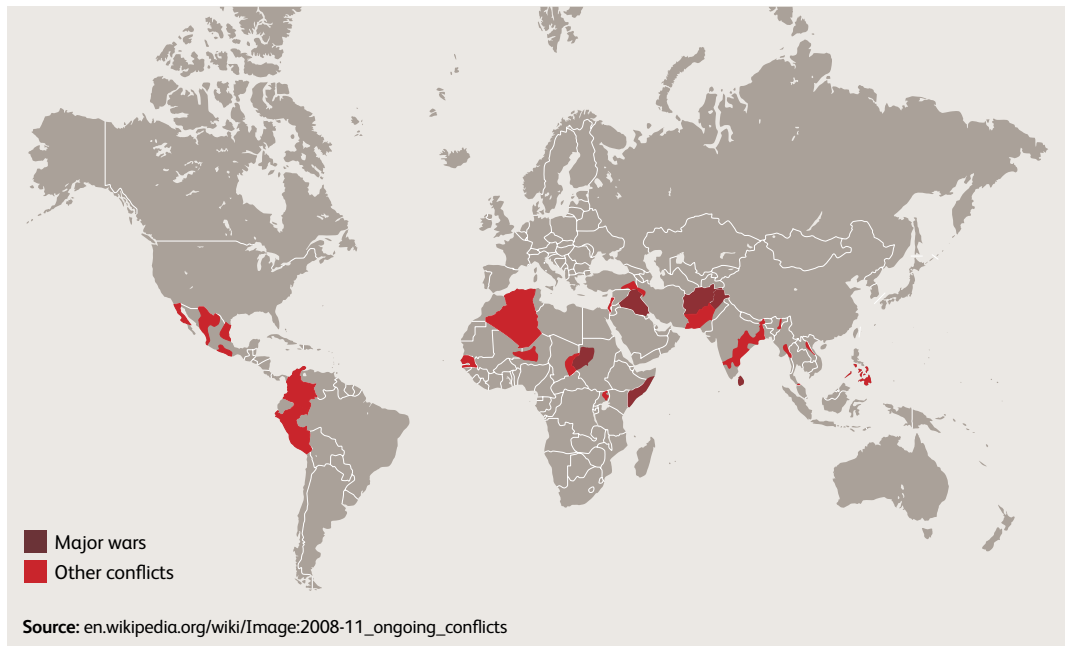 Major wars
Other conflicts
Source: en.wikipedia.org/wiki/Image:2008-11_ongoing_conflicts